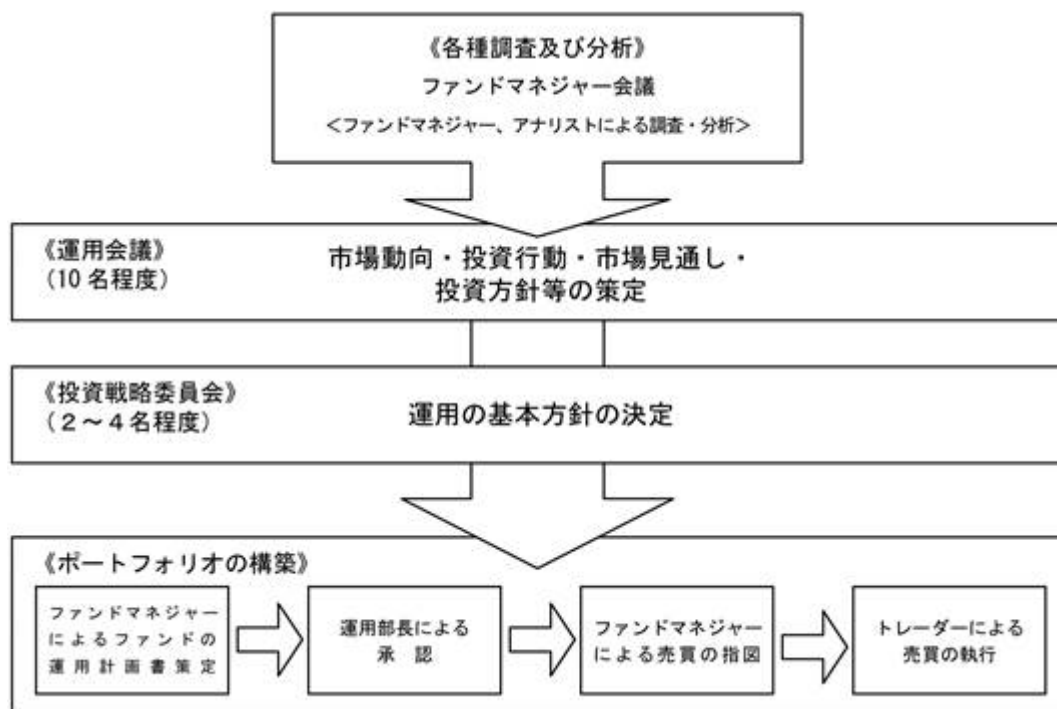 《各種調査及び分析》
ファンドマネジャー会議
<ファンドマネジャー、アナリストによる調査・分析>
《運用会議》
(10名程度)
市場動向・投資行動・市場見通し・
投資方針等の策定
《投資戦略委員会》
(2~4名程度)
運用の基本方針の決定
《ポートフォリオの構築》
ファンドマネジャー
によるファンドの
運用計画書策定
運用部長による
承 認
ファンドマネジャー
による売買の指図
トレーダーによる
売買の執行